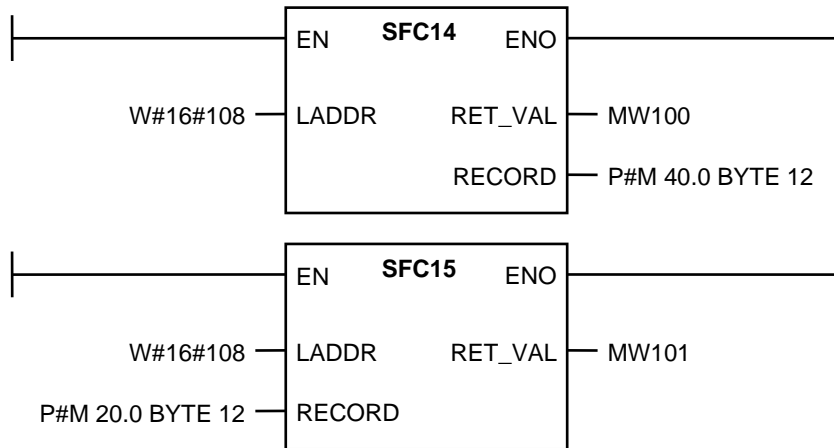 EN SFC14 ENO
W#16#108 LADDR RET_VAL MW100
RECORD P#M 40.0 BYTE 12
EN SFC15 ENO
W#16#108 LADDR RET_VAL MW101
P#M 20.0 BYTE 12 RECORD